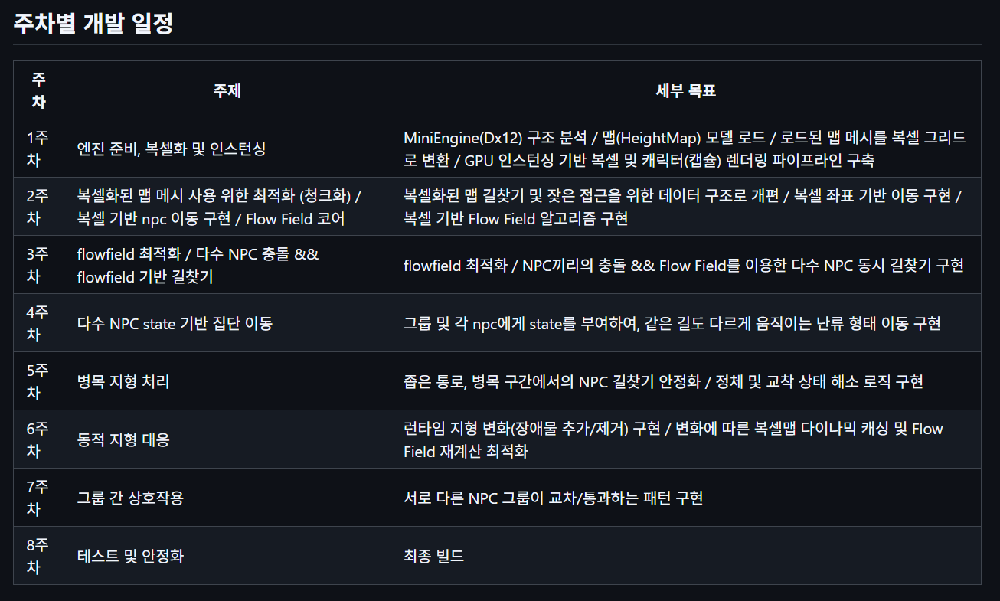 주차별 개발 일정
주
차
주제
세부 목표
1주
차
엔진 준비, 복셀화 및 인스턴싱
MiniEngine(Dx12) 구조 분석 / 맵(HeightMap) 모델 로드 / 로드된 맵 메시를 복셀 그리드
로 변환 / GPU 인스턴싱 기반 복셀 및 캐릭터(캡슐) 렌더링 파이프라인 구축
2주
차
복셀화된 맵 메시 사용 위한 최적화 (청크화) /
복셀 기반 npc 이동 구현 / Flow Field 코어
복셀화된 맵 길찾기 및 잦은 접근을 위한 데이터 구조로 개편 / 복셀 좌표 기반 이동 구현 /
복셀 기반 Flow Field 알고리즘 구현
3주
차
flowfield 최적화 / 다수 NPC 충돌 &&
flowfield 기반 길찾기
flowfield 최적화 / NPC끼리의 충돌 && Flow Field를 이용한 다수 NPC 동시 길찾기 구현
4주
차
다수 NPC state 기반 집단 이동
그룹 및 각 npc에게 state를 부여하여, 같은 길도 다르게 움직이는 난류 형태 이동 구현
5주
차
병목 지형 처리
좁은 통로, 병목 구간에서의 NPC 길찾기 안정화 / 정체 및 교착 상태 해소 로직 구현
6주
차
동적 지형 대응
런타임 지형 변화(장애물 추가/제거) 구현 / 변화에 따른 복셀맵 다이나믹 캐싱 및 Flow
Field 재계산 최적화
7주
차
그룹 간 상호작용
서로 다른 NPC 그룹이 교차/통과하는 패턴 구현
8주
차
테스트 및 안정화
최종 빌드